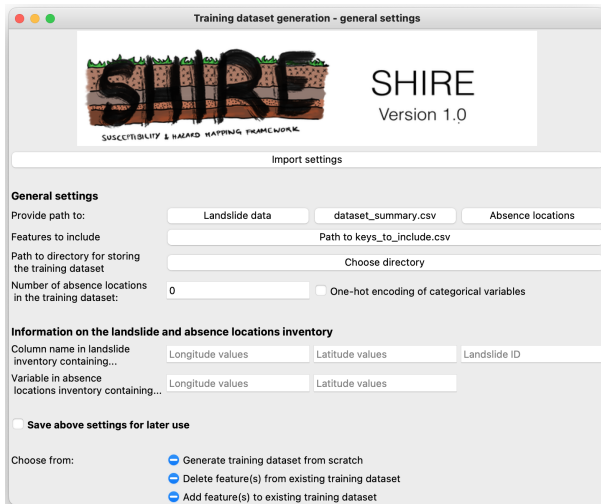 Training dataset generation - general settings
SHIRE
SUSCEPTIBILITY & HAZARD MAPPING FRAMEWORK
SHIRE
Version 1.0
Import settings
General settings
Provide path to: Landslide data dataset_summary.csv Absence locations
Features to include Path to keys_to_include.csv
Path to directory for storing
the training dataset
Choose directory
Number of absence locations
in the training dataset:
0 One-hot encoding of categorical variables
Information on the landslide and absence locations inventory
Column name in landslide
inventory containing...
Longitude values Latitude values Landslide ID
Variable in absence
locations inventory containing...
Longitude values Latitude values
Save above settings for later use
Choose from: Generate training dataset from scratch
Delete feature(s) from existing training dataset
Add feature(s) to existing training dataset